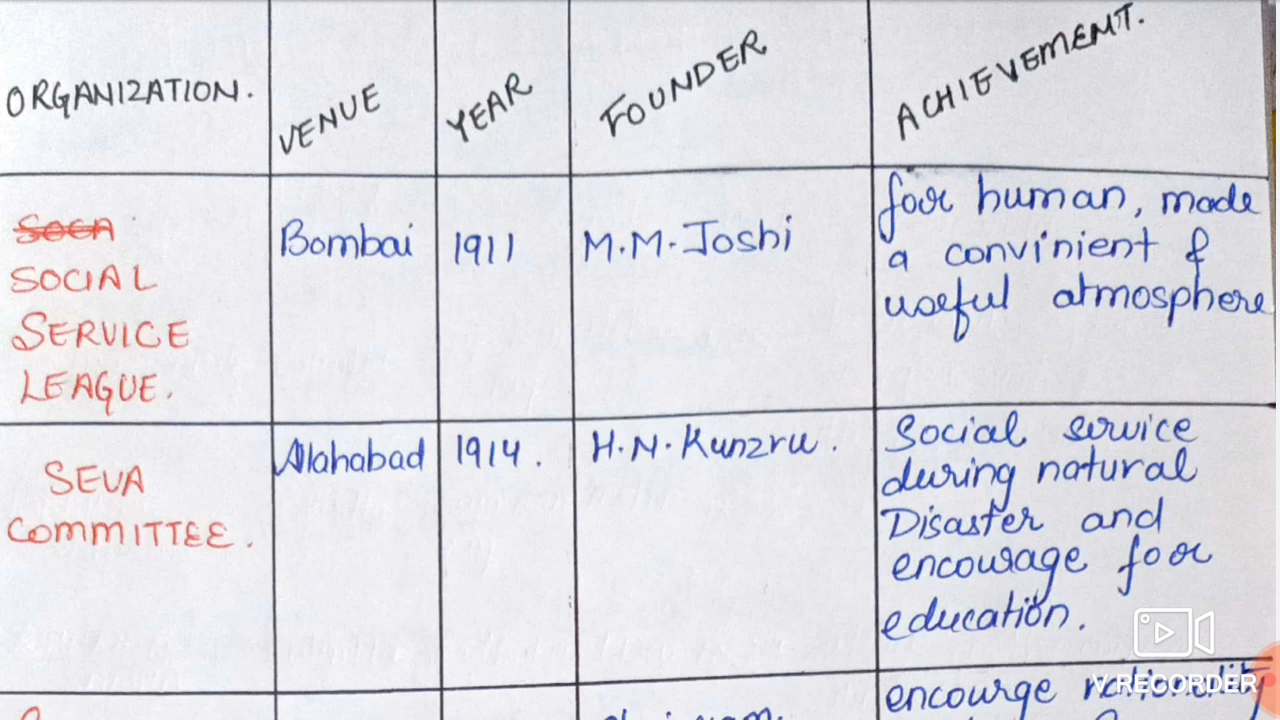 ORGANIZATION. VENUE YEAR FOUNDER ACHIEVEMENT.
SOCIAL
SERVICE
LEAGUE.
Bombai
1911
M.M. Joshi
for human, made
a convinient &
useful atmosphere
SEVA
COMMITTEE.
Alahabad
1914.
H.N. Kunzru.
Social service
during natural
Disaster and
encourage for
education.
encourge nationality
V RECORDER